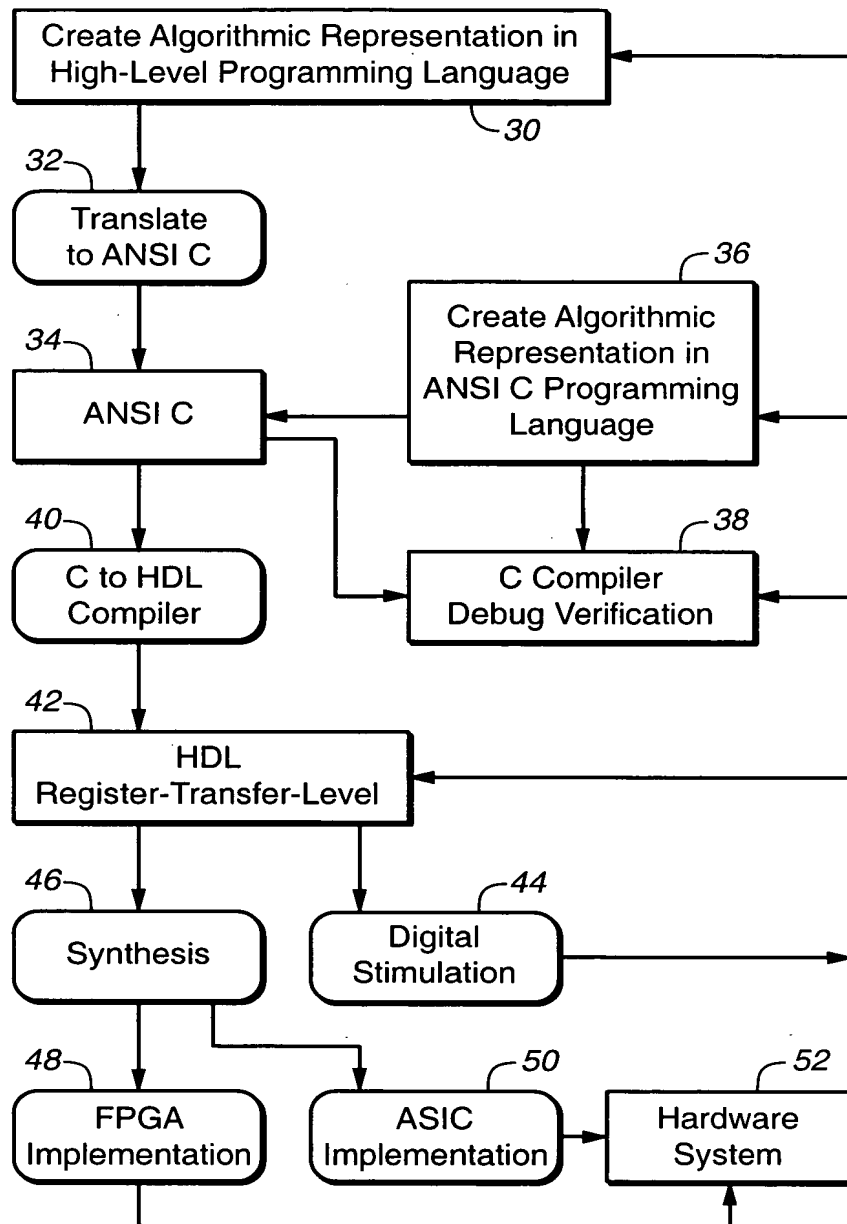 Create Algorithmic Representation in
High-Level Programming Language
30
32
Translate
to ANSI C
36
Create Algorithmic
Representation in
ANSI C Programming
Language
34
ANSI C
40
C to HDL
Compiler
38
C Compiler
Debug Verification
42
HDL
Register-Transfer-Level
46
Synthesis
44
Digital
Stimulation
48
FPGA
Implementation
50
ASIC
Implementation
52
Hardware
System